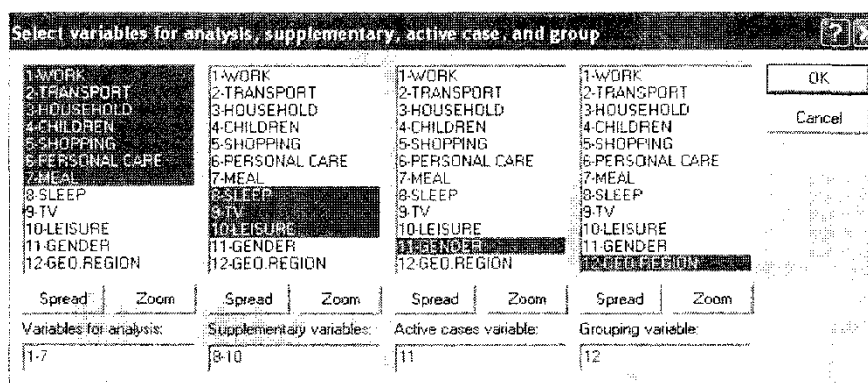 Select variables for analysis, supplementary, active case, and group
1-WORK
2-TRANSPORT
3-HOUSEHOLD
4-CHILDREN
5-SHOPPING
6-PERSONAL CARE
7-MEAL
8-SLEEP
9-TV
10-LEISURE
11-GENDER
12-GEO.REGION
Spread
Zoom
Variables for analysis:
1-7
1-WORK
2-TRANSPORT
3-HOUSEHOLD
4-CHILDREN
5-SHOPPING
6-PERSONAL CARE
7-MEAL
8-SLEEP
9-TV
10-LEISURE
11-GENDER
12-GEO.REGION
Spread
Zoom
Supplementary variables:
8-10
1-WORK
2-TRANSPORT
3-HOUSEHOLD
4-CHILDREN
5-SHOPPING
6-PERSONAL CARE
7-MEAL
8-SLEEP
9-TV
10-LEISURE
11-GENDER
12-GEO.REGION
Spread
Zoom
Active cases variable:
11
1-WORK
2-TRANSPORT
3-HOUSEHOLD
4-CHILDREN
5-SHOPPING
6-PERSONAL CARE
7-MEAL
8-SLEEP
9-TV
10-LEISURE
11-GENDER
12-GEO.REGION
Spread
Zoom
Grouping variable:
12
OK
Cancel